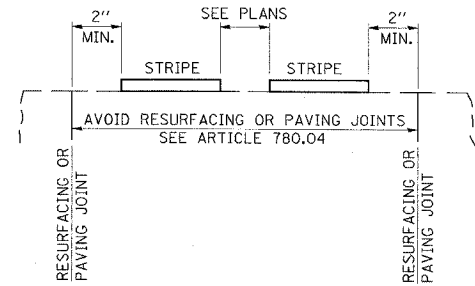 2" MIN.
SEE PLANS
2" MIN.
STRIPE
STRIPE
AVOID RESURFACING OR PAVING JOINTS
SEE ARTICLE 780.04
RESURFACING OR
PAVING JOINT
RESURFACING OR
PAVING JOINT